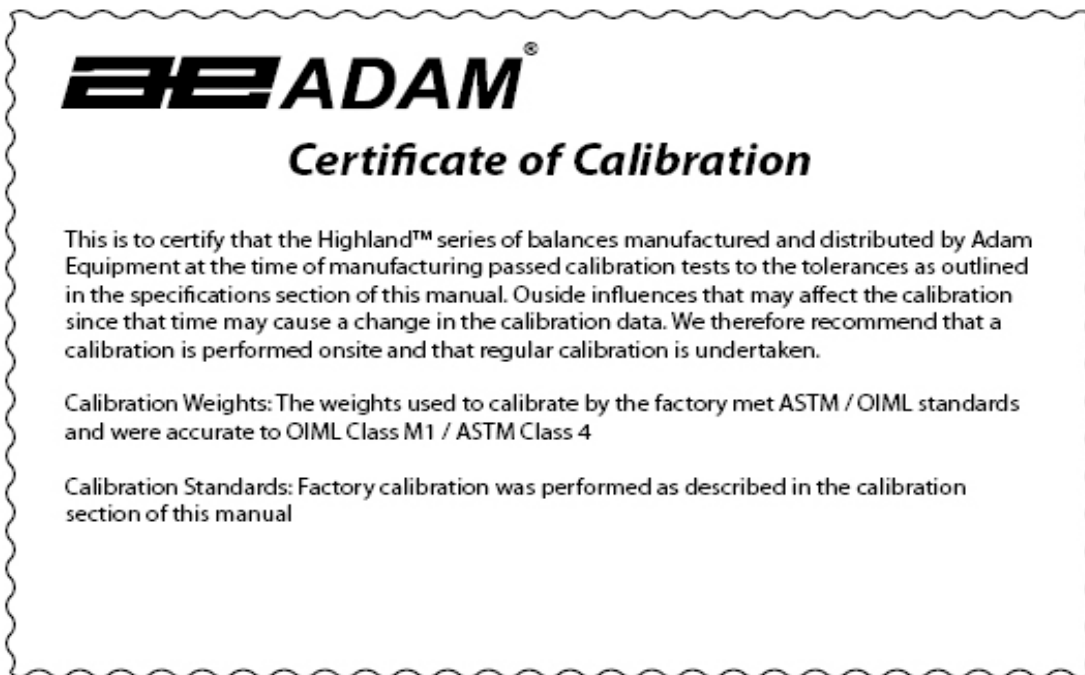 ae ADAM®
Certificate of Calibration
This is to certify that the Highland™ series of balances manufactured and distributed by Adam
Equipment at the time of manufacturing passed calibration tests to the tolerances as outlined
in the specifications section of this manual. Ouside influences that may affect the calibration
since that time may cause a change in the calibration data. We therefore recommend that a
calibration is performed onsite and that regular calibration is undertaken.
Calibration Weights: The weights used to calibrate by the factory met ASTM / OIML standards
and were accurate to OIML Class M1 / ASTM Class 4
Calibration Standards: Factory calibration was performed as described in the calibration
section of this manual